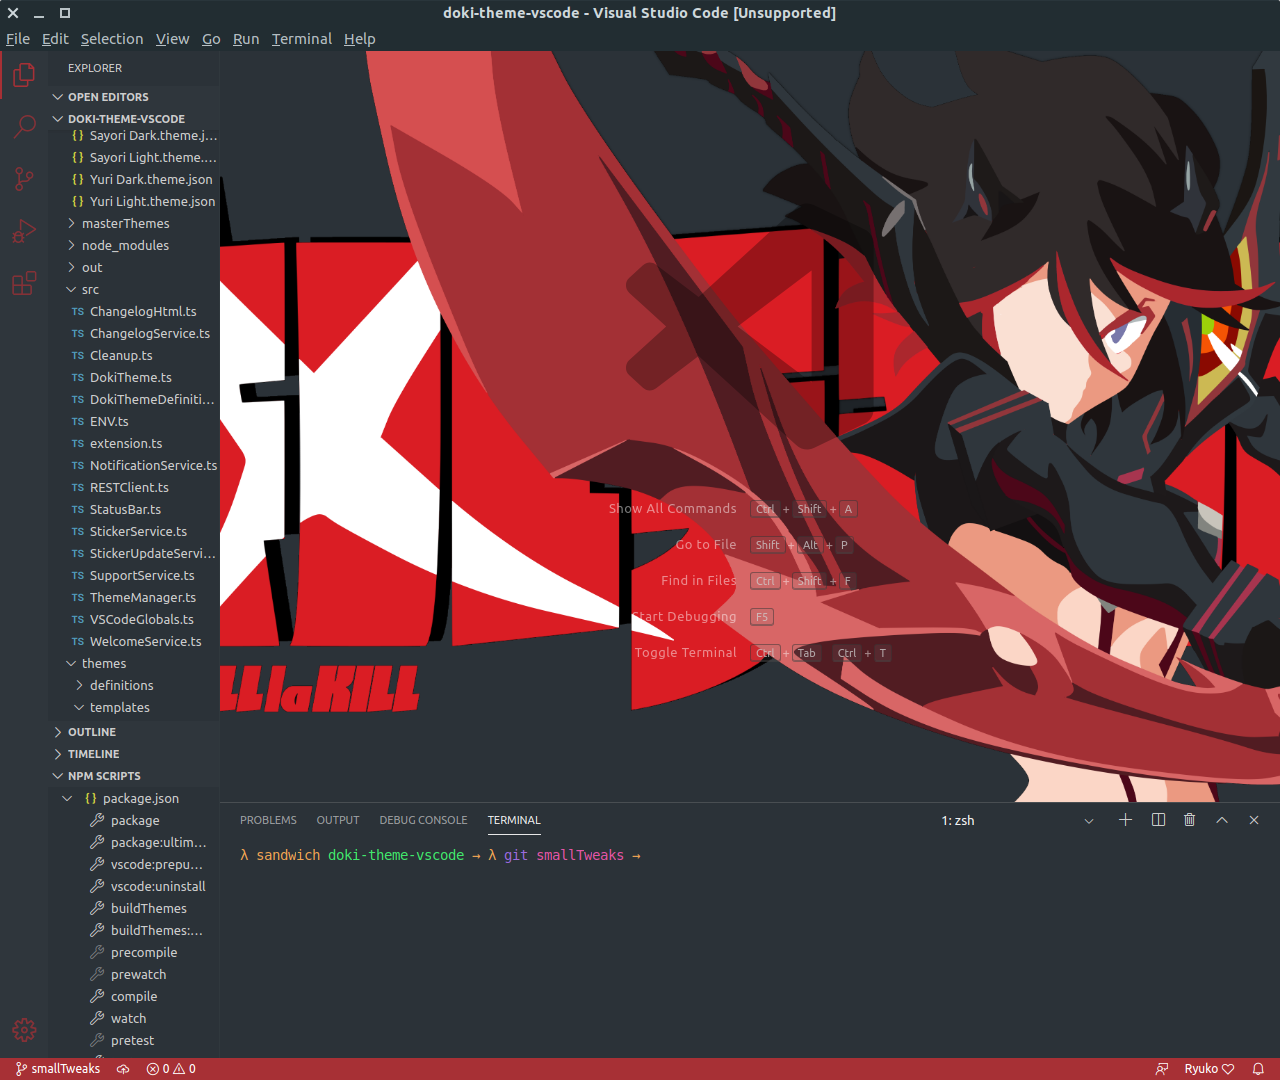 doki-theme-vscode - Visual Studio Code [Unsupported]
File Edit Selection View Go Run Terminal Help
EXPLORER
OPEN EDITORS
DOKI-THEME-VSCODE
{} Sayori Dark.theme.j...
{} Sayori Light.theme....
{} Yuri Dark.theme.json
{} Yuri Light.theme.json
masterThemes
node_modules
out
src
TS ChangelogHtml.ts
TS ChangelogService.ts
TS Cleanup.ts
TS DokiTheme.ts
TS DokiThemeDefiniti...
TS ENV.ts
TS extension.ts
TS NotificationService.ts
TS RESTClient.ts
TS StatusBar.ts
TS StickerService.ts
TS StickerUpdateServi...
TS SupportService.ts
TS ThemeManager.ts
TS VSCodeGlobals.ts
TS WelcomeService.ts
themes
definitions
templates
OUTLINE
TIMELINE
NPM SCRIPTS
{} package.json
package
package:ultim...
vscode:prepu...
vscode:uninstall
buildThemes
buildThemes:...
precompile
prewatch
compile
watch
pretest
Show All Commands Ctrl + Shift + A
Go to File Shift + Alt + P
Find in Files Ctrl + Shift + F
Start Debugging F5
Toggle Terminal Ctrl + Tab Ctrl + T
LL la KILL
PROBLEMS OUTPUT DEBUG CONSOLE TERMINAL 1: zsh
λ sandwich doki-theme-vscode → λ git smallTweaks →
smallTweaks 0 0 Ryuko ♡